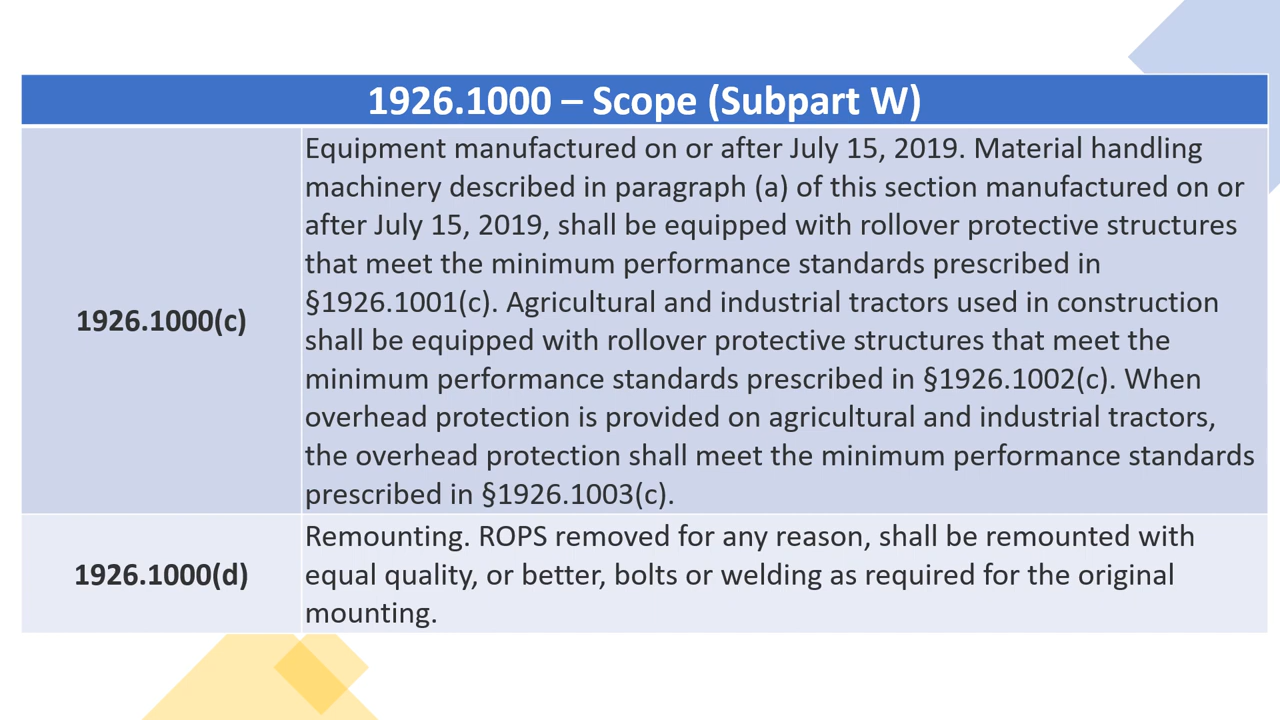 1926.1000 – Scope (Subpart W)
1926.1000(c)
Equipment manufactured on or after July 15, 2019. Material handling
machinery described in paragraph (a) of this section manufactured on or
after July 15, 2019, shall be equipped with rollover protective structures
that meet the minimum performance standards prescribed in
§1926.1001(c). Agricultural and industrial tractors used in construction
shall be equipped with rollover protective structures that meet the
minimum performance standards prescribed in §1926.1002(c). When
overhead protection is provided on agricultural and industrial tractors,
the overhead protection shall meet the minimum performance standards
prescribed in §1926.1003(c).
1926.1000(d)
Remounting. ROPS removed for any reason, shall be remounted with
equal quality, or better, bolts or welding as required for the original
mounting.